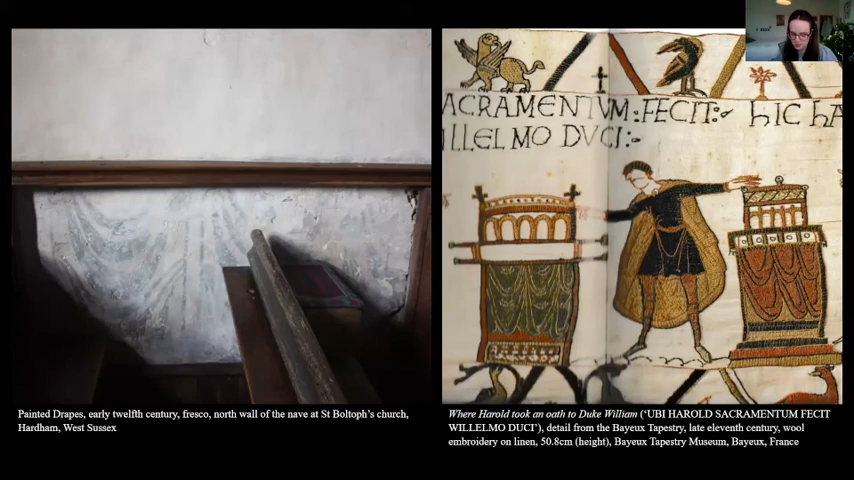 ACRAMENTVM:FECIT:- hIC hA
ILLELMO DVCI:-
Painted Drapes, early twelfth century, fresco, north wall of the nave at St Boltoph's church,
Hardham, West Sussex
Where Harold took an oath to Duke William ('UBI HAROLD SACRAMENTUM FECIT
WILLELMO DUCI'), detail from the Bayeux Tapestry, late eleventh century, wool
embroidery on linen, 50.8cm (height), Bayeux Tapestry Museum, Bayeux, France